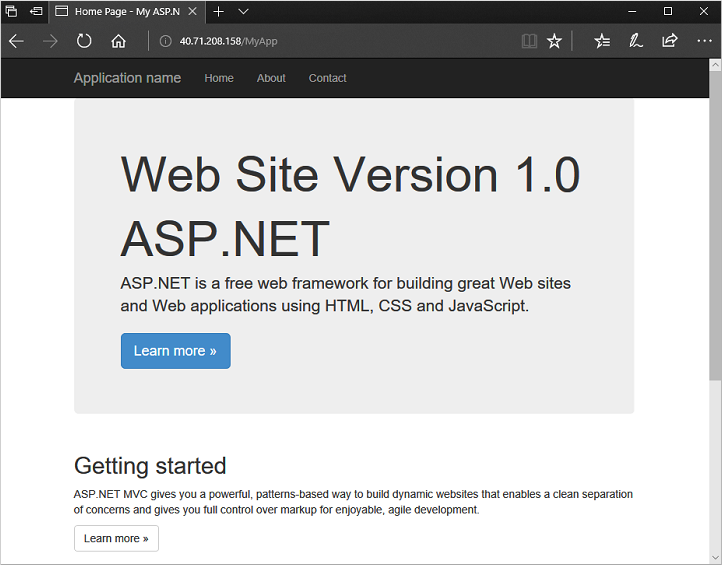 Home Page - My ASP.N
40.71.208.158/MyApp
Application name Home About Contact
Web Site Version 1.0
ASP.NET
ASP.NET is a free web framework for building great Web sites
and Web applications using HTML, CSS and JavaScript.
Learn more »
Getting started
ASP.NET MVC gives you a powerful, patterns-based way to build dynamic websites that enables a clean separation
of concerns and gives you full control over markup for enjoyable, agile development.
Learn more »